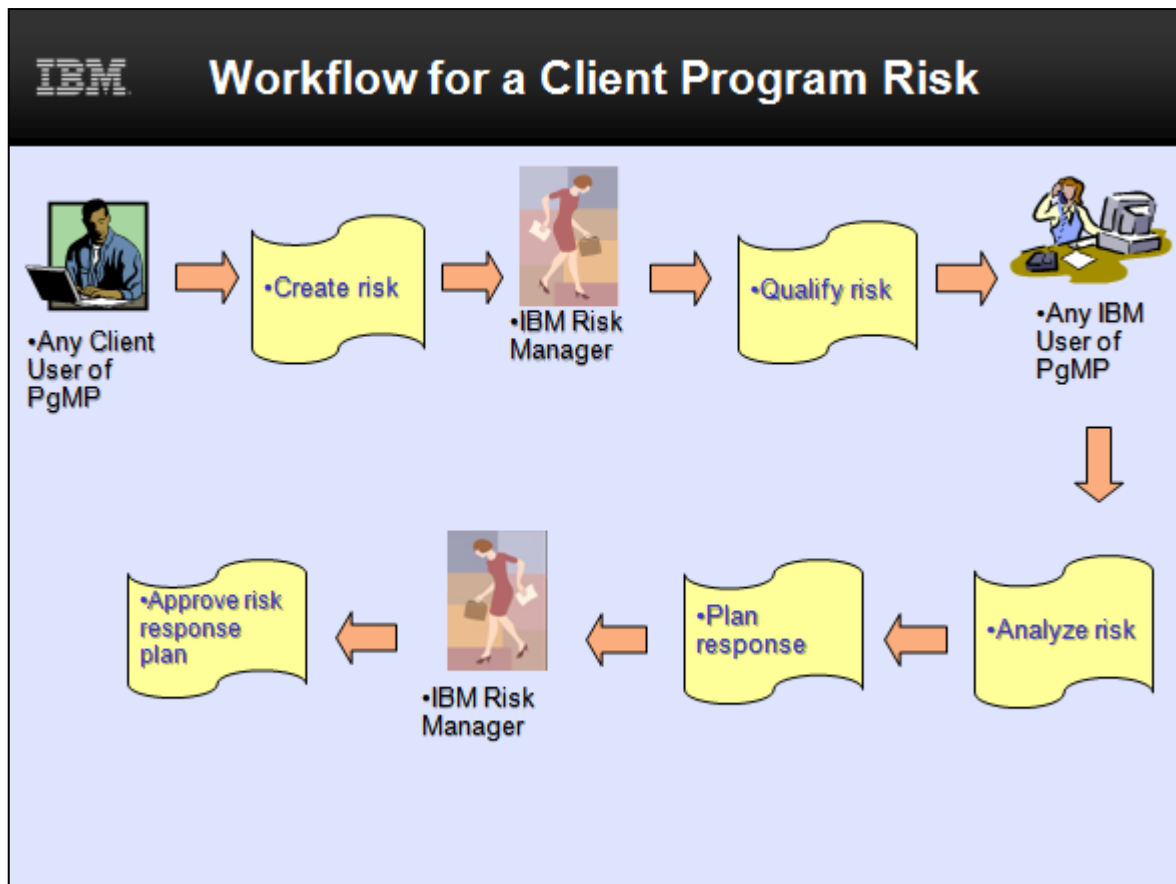 IBM
Workflow for a Client Program Risk
•Any Client
User of
PgMP
•Create risk
•IBM Risk
Manager
•Qualify risk
•Any IBM
User of
PgMP
•Analyze risk
•Plan
response
•IBM Risk
Manager
•Approve risk
response
plan